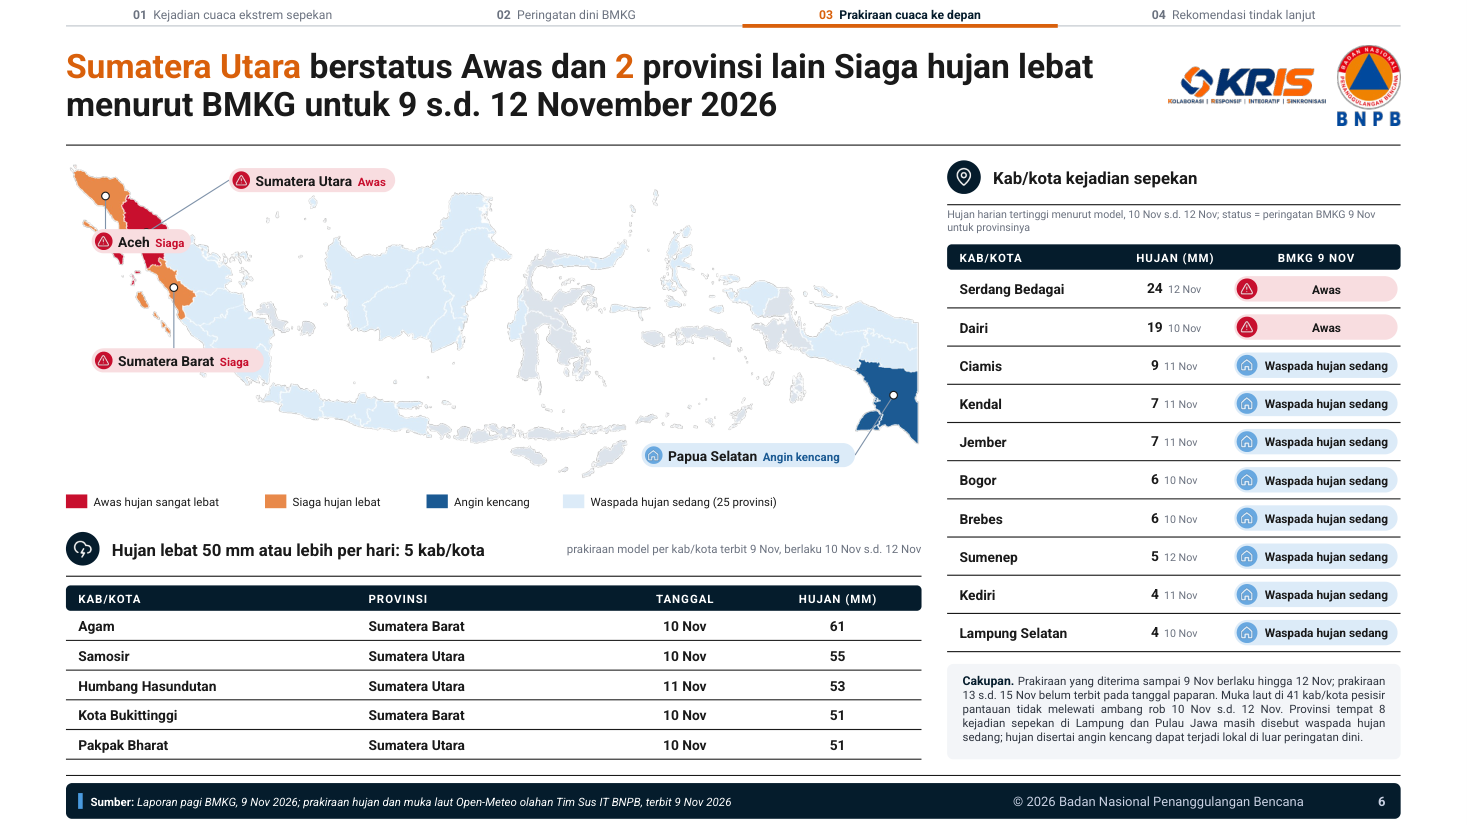 01 Kejadian cuaca ekstrem sepekan
02 Peringatan dini BMKG
03 Prakiraan cuaca ke depan
04 Rekomendasi tindak lanjut
Sumatera Utara berstatus Awas dan 2 provinsi lain Siaga hujan lebat
menurut BMKG untuk 9 s.d. 12 November 2026
KRIS
KOLABORASI | RESPONSIF | INTEGRATIF | SINKRONISASI
BADAN NASIONAL PENANGGULANGAN BENCANA
BNPB
Sumatera Utara Awas
Aceh Siaga
Sumatera Barat Siaga
Papua Selatan Angin kencang
Awas hujan sangat lebat
Siaga hujan lebat
Angin kencang
Waspada hujan sedang (25 provinsi)
Hujan lebat 50 mm atau lebih per hari: 5 kab/kota
prakiraan model per kab/kota terbit 9 Nov, berlaku 10 Nov s.d. 12 Nov
KAB/KOTA PROVINSI TANGGAL HUJAN (MM)
Agam Sumatera Barat 10 Nov 61
Samosir Sumatera Utara 10 Nov 55
Humbang Hasundutan Sumatera Utara 11 Nov 53
Kota Bukittinggi Sumatera Barat 10 Nov 51
Pakpak Bharat Sumatera Utara 10 Nov 51
Kab/kota kejadian sepekan
Hujan harian tertinggi menurut model, 10 Nov s.d. 12 Nov; status = peringatan BMKG 9 Nov
untuk provinsinya
KAB/KOTA HUJAN (MM) BMKG 9 NOV
Serdang Bedagai 24 12 Nov Awas
Dairi 19 10 Nov Awas
Ciamis 9 11 Nov Waspada hujan sedang
Kendal 7 11 Nov Waspada hujan sedang
Jember 7 11 Nov Waspada hujan sedang
Bogor 6 10 Nov Waspada hujan sedang
Brebes 6 10 Nov Waspada hujan sedang
Sumenep 5 12 Nov Waspada hujan sedang
Kediri 4 11 Nov Waspada hujan sedang
Lampung Selatan 4 10 Nov Waspada hujan sedang
Cakupan. Prakiraan yang diterima sampai 9 Nov berlaku hingga 12 Nov; prakiraan
13 s.d. 15 Nov belum terbit pada tanggal paparan. Muka laut di 41 kab/kota pesisir
pantauan tidak melewati ambang rob 10 Nov s.d. 12 Nov. Provinsi tempat 8
kejadian sepekan di Lampung dan Pulau Jawa masih disebut waspada hujan
sedang; hujan disertai angin kencang dapat terjadi lokal di luar peringatan dini.
Sumber: Laporan pagi BMKG, 9 Nov 2026; prakiraan hujan dan muka laut Open-Meteo olahan Tim Sus IT BNPB, terbit 9 Nov 2026
© 2026 Badan Nasional Penanggulangan Bencana
6